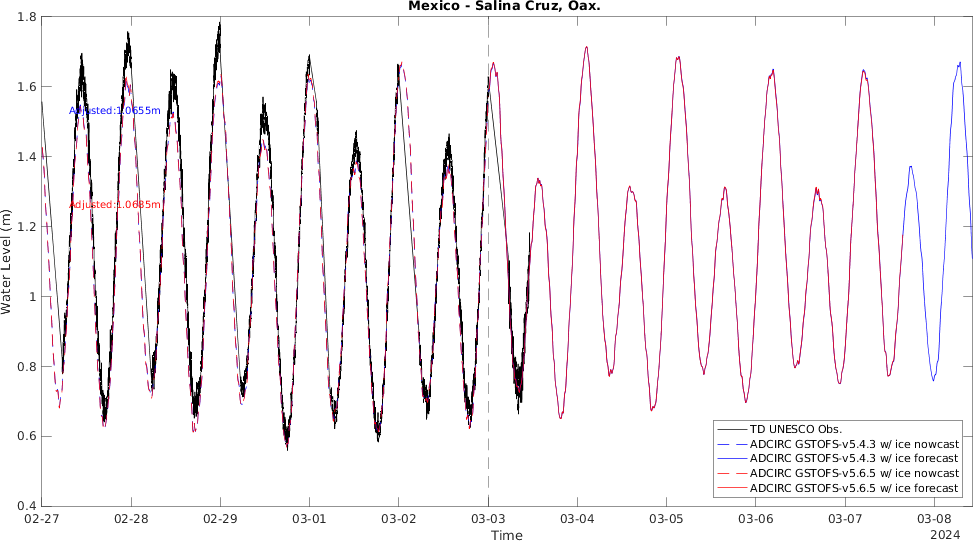 Mexico - Salina Cruz, Oax.
Water Level (m)
1.8
1.6
1.4
1.2
1
0.8
0.6
0.4
Adjusted:1.0655m
Adjusted:1.0685m
TD UNESCO Obs.
ADCIRC GSTOFS-v5.4.3 w/ ice nowcast
ADCIRC GSTOFS-v5.4.3 w/ ice forecast
ADCIRC GSTOFS-v5.6.5 w/ ice nowcast
ADCIRC GSTOFS-v5.6.5 w/ ice forecast
02-27 02-28 02-29 03-01 03-02 03-03 03-04 03-05 03-06 03-07 03-08
Time
2024